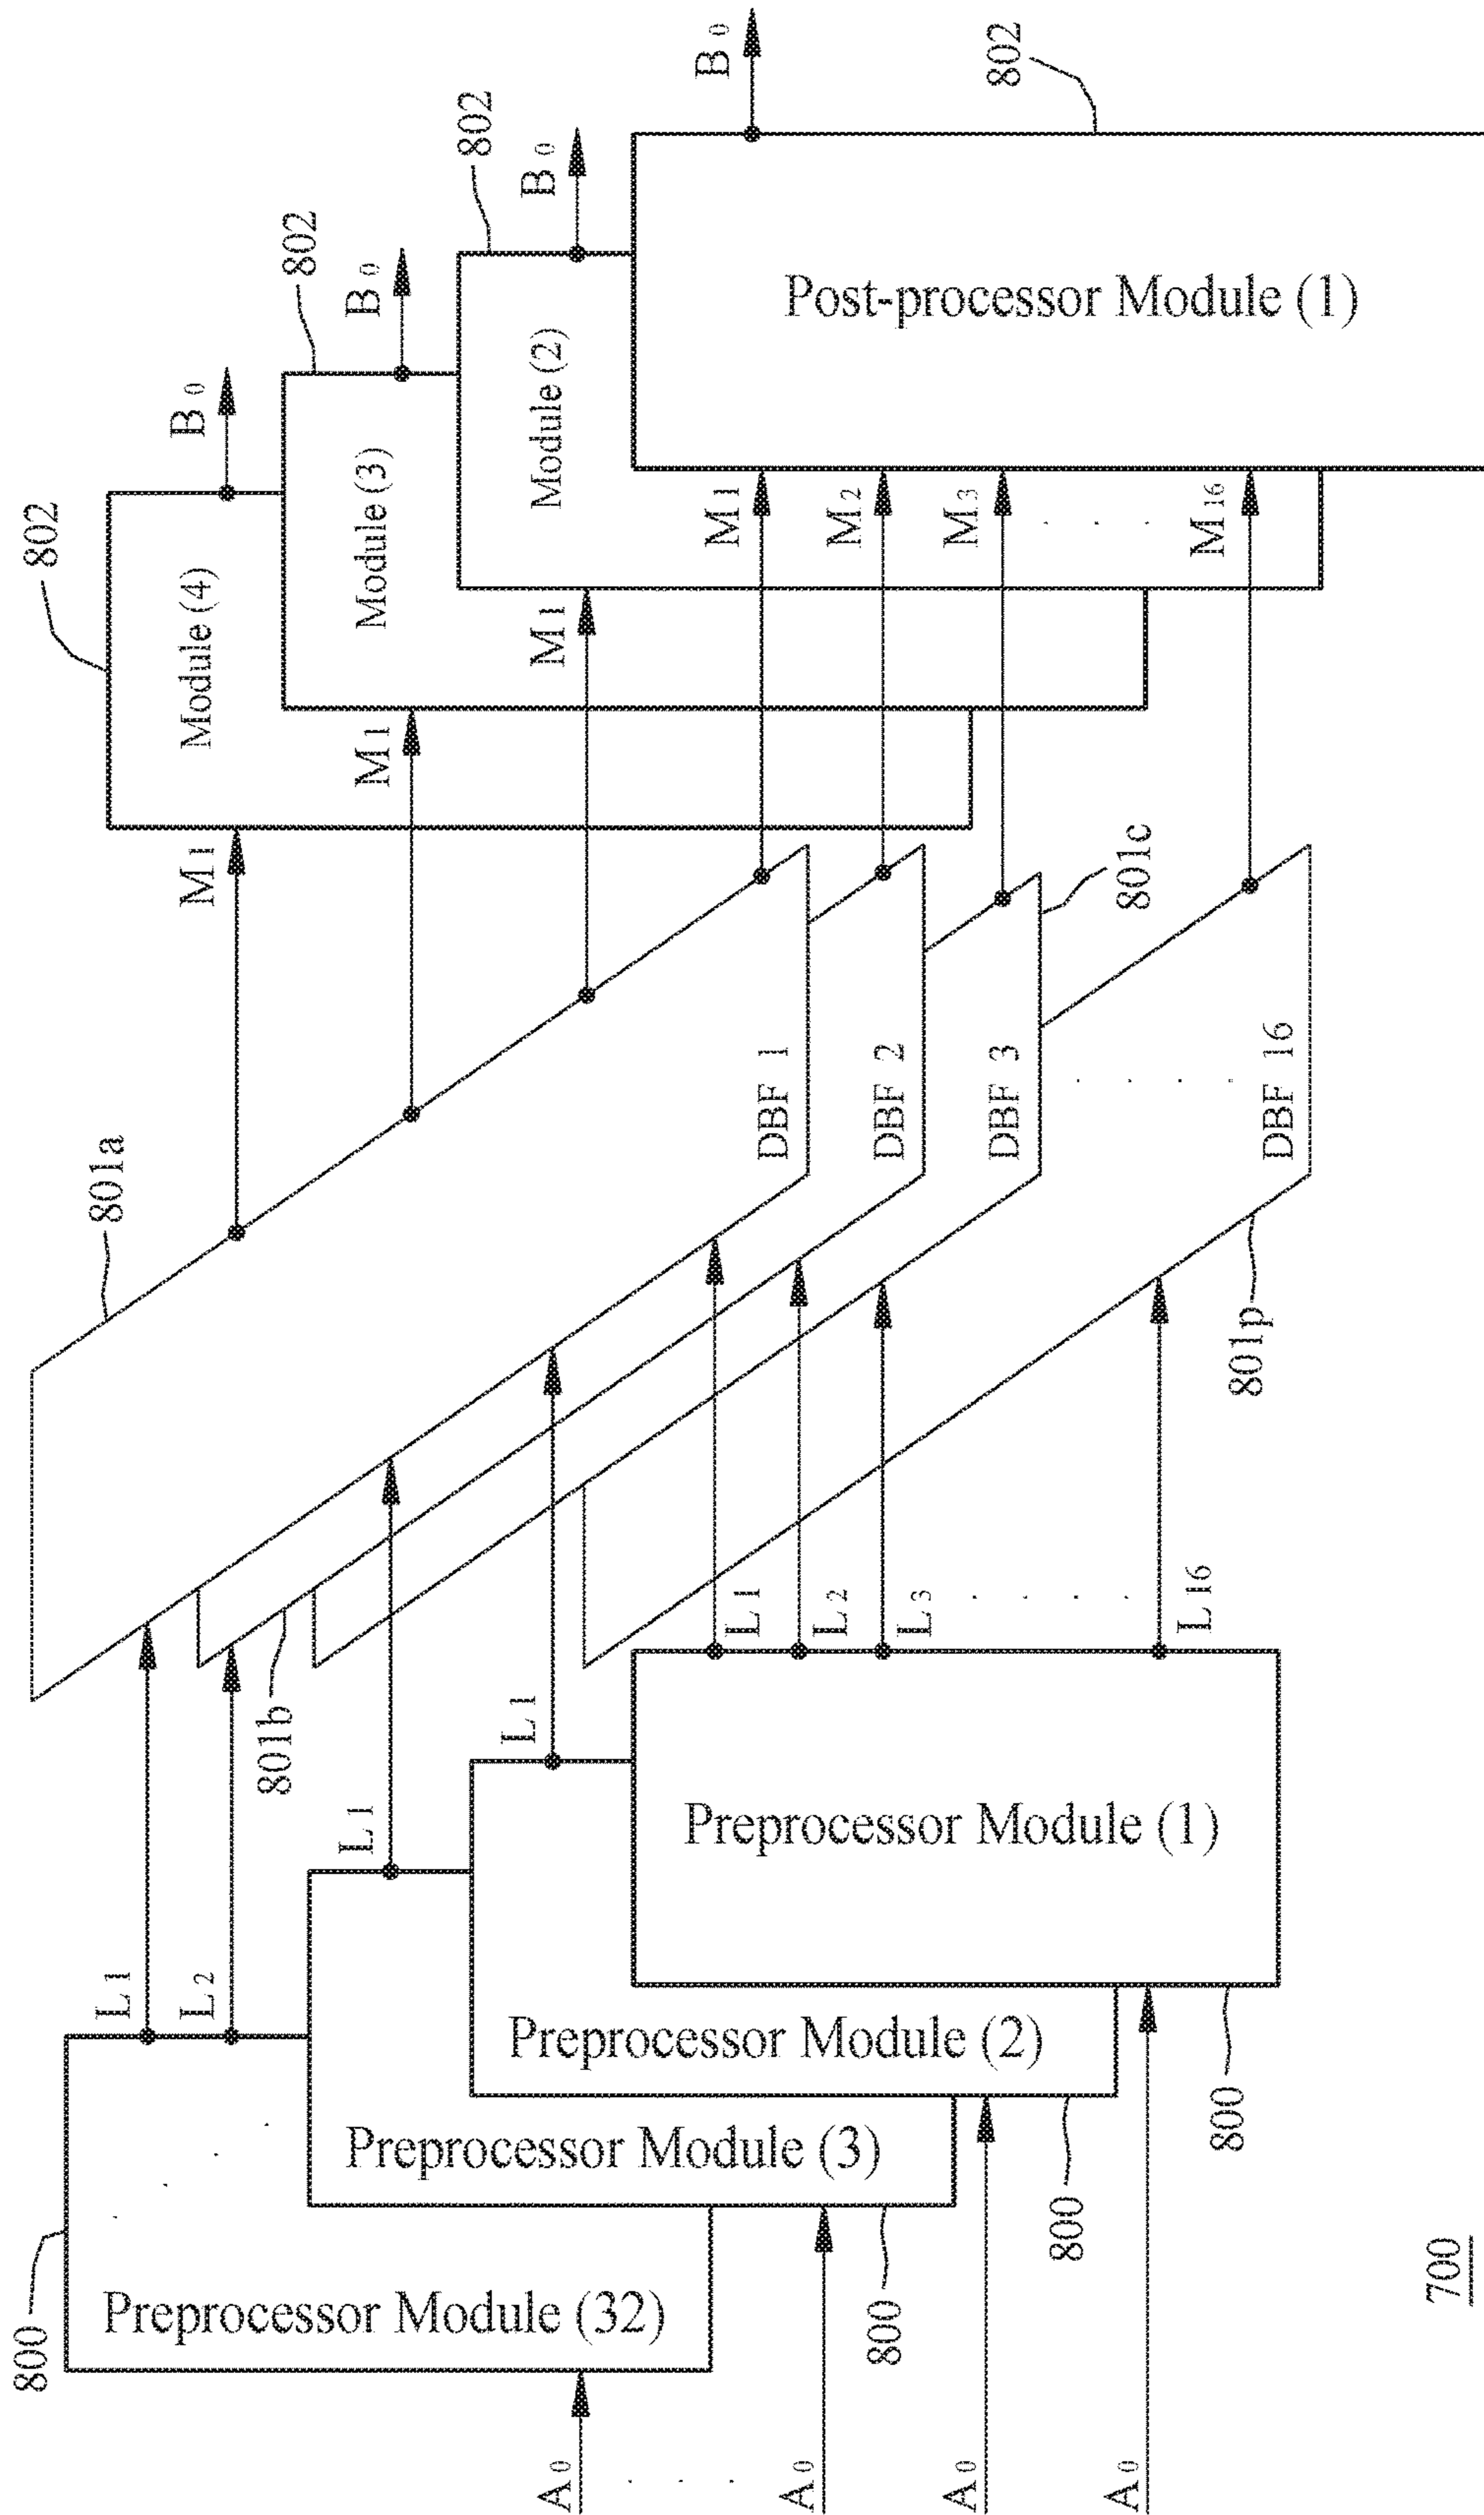 800
Preprocessor Module (32)
Preprocessor Module (3)
Preprocessor Module (2)
Preprocessor Module (1)
A0
A0
A0
A0
800
800
800
L1
L2
L1
L1
L1
L2
L3
L16
801a
801b
801c
801p
DBF 1
DBF 2
DBF 3
DBF 16
M1
M1
M1
M1
M2
M3
M16
802
802
802
802
Module (4)
Module (3)
Module (2)
Post-processor Module (1)
B0
B0
B0
B0
700